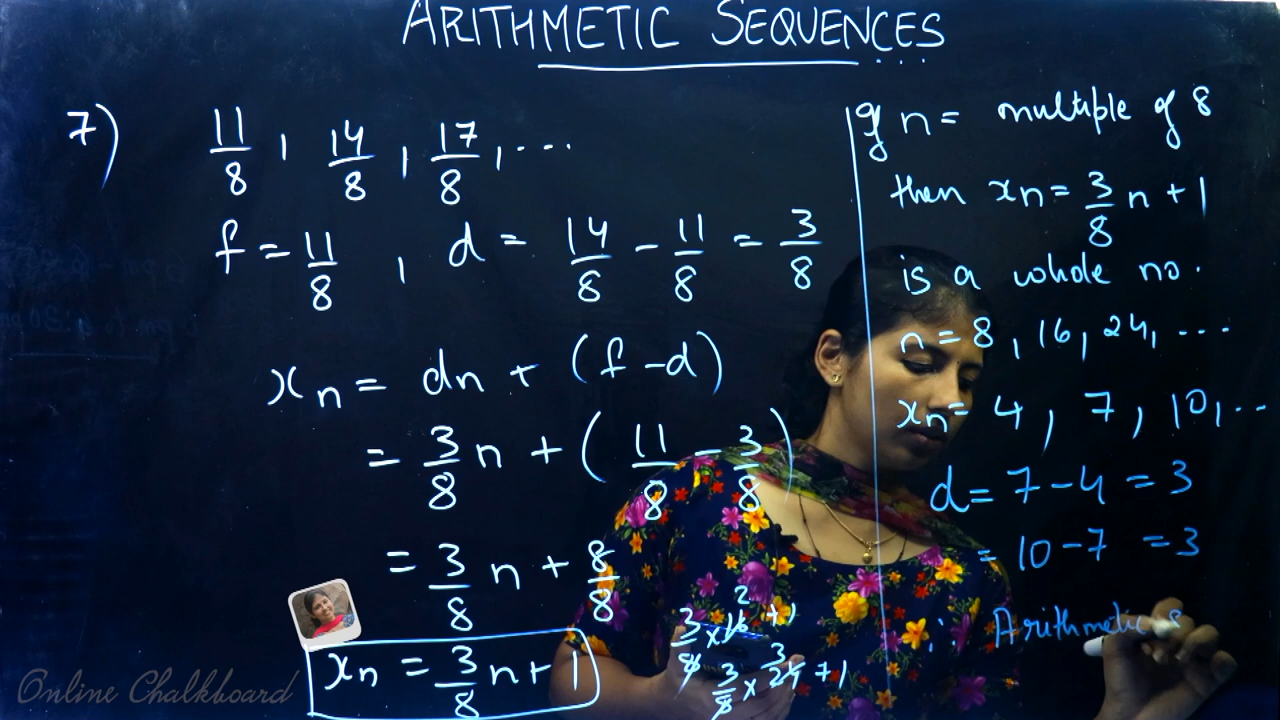 ARITHMETIC SEQUENCES
7) 11/8, 14/8, 17/8, ...
f = 11/8, d = 14/8 - 11/8 = 3/8
xn = dn + (f - d)
= 3/8 n + (11/8 - 3/8)
= 3/8 n + 8/8
xn = 3/8 n + 1
3/8 × 16 2 + 1
3/8 × 24 3 + 1
If n = multiple of 8
then xn = 3/8 n + 1
is a whole no.
n = 8, 16, 24, ...
xn = 4, 7, 10, ...
d = 7 - 4 = 3
= 10 - 7 = 3
∴ Arithmetic s
Online Chalkboard